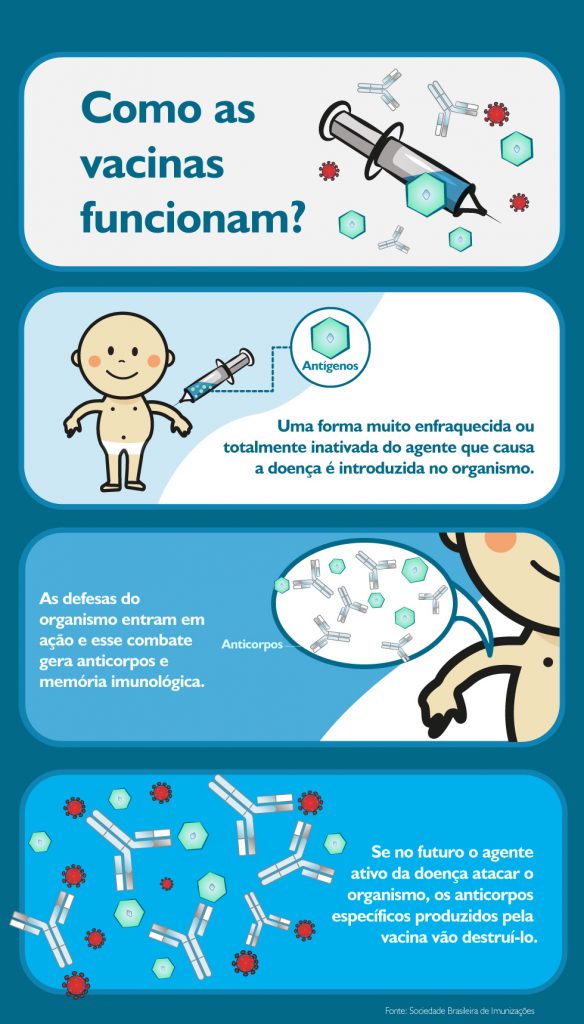 Como as
vacinas
funcionam?
Antígenos
Uma forma muito enfraquecida ou
totalmente inativada do agente que causa
a doença é introduzida no organismo.
As defesas do
organismo entram em
ação e esse combate
gera anticorpos e
memória imunológica.
Anticorpos
Se no futuro o agente
ativo da doença atacar o
organismo, os anticorpos
específicos produzidos pela
vacina vão destruí-lo.
Fonte: Sociedade Brasileira de Imunizações